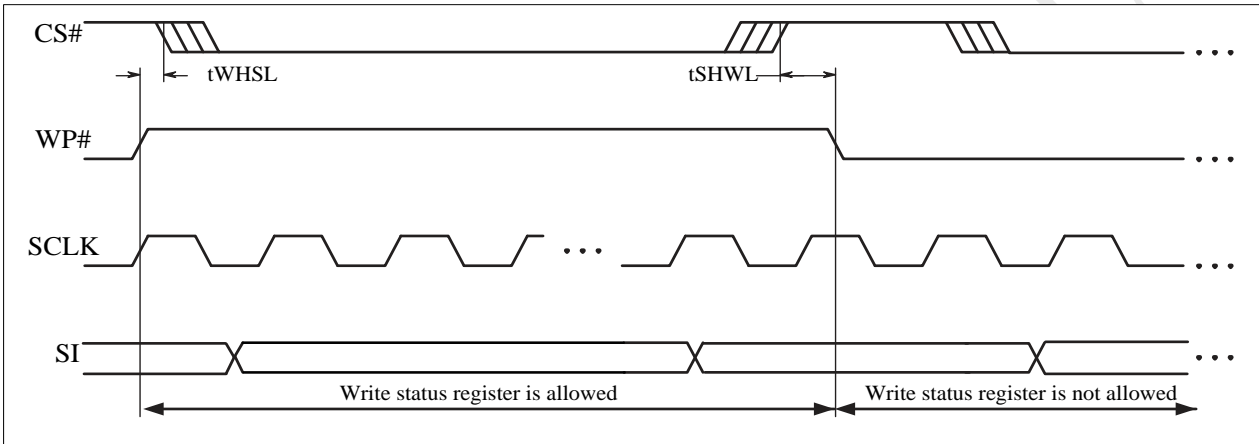 CS#
tWHSL
tSHWL
WP#
SCLK
SI
Write status register is allowed
Write status register is not allowed